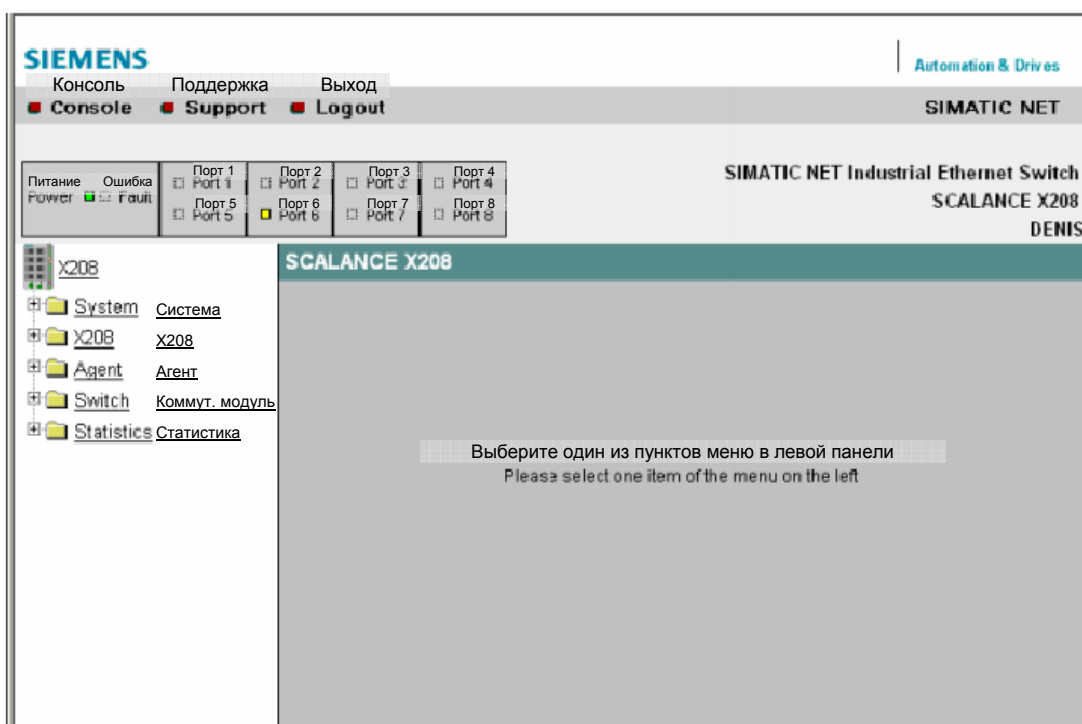 SIEMENS
Automation & Drives
Консоль Поддержка Выход
Console Support Logout
SIMATIC NET
Питание Ошибка
Power Fault
Порт 1 Порт 2 Порт 3 Порт 4
Port 1 Port 2 Port 3 Port 4
Порт 5 Порт 6 Порт 7 Порт 8
Port 5 Port 6 Port 7 Port 8
SIMATIC NET Industrial Ethernet Switch
SCALANCE X208
DENIS
X208
SCALANCE X208
System Система
X208 X208
Agent Агент
Switch Коммут. модуль
Statistics Статистика
Выберите один из пунктов меню в левой панели
Please select one item of the menu on the left